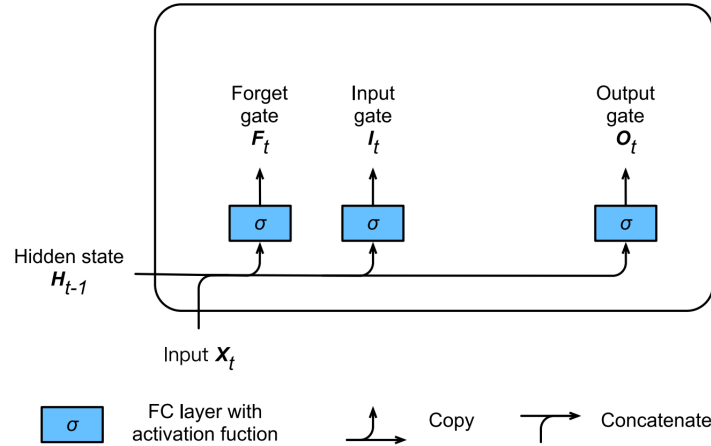 Forget
gate
F_t
Input
gate
I_t
Output
gate
O_t
σ
σ
σ
Hidden state
H_{t-1}
Input X_t
σ
FC layer with
activation fuction
Copy
Concatenate